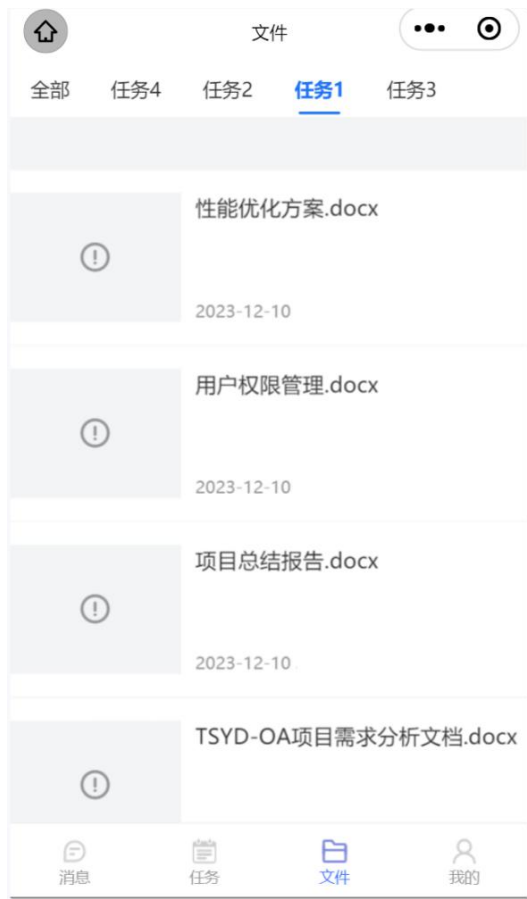 文件
全部 任务4 任务2 任务1 任务3
性能优化方案.docx
2023-12-10
用户权限管理.docx
2023-12-10
项目总结报告.docx
2023-12-10
TSYD-OA项目需求分析文档.docx
消息 任务 文件 我的